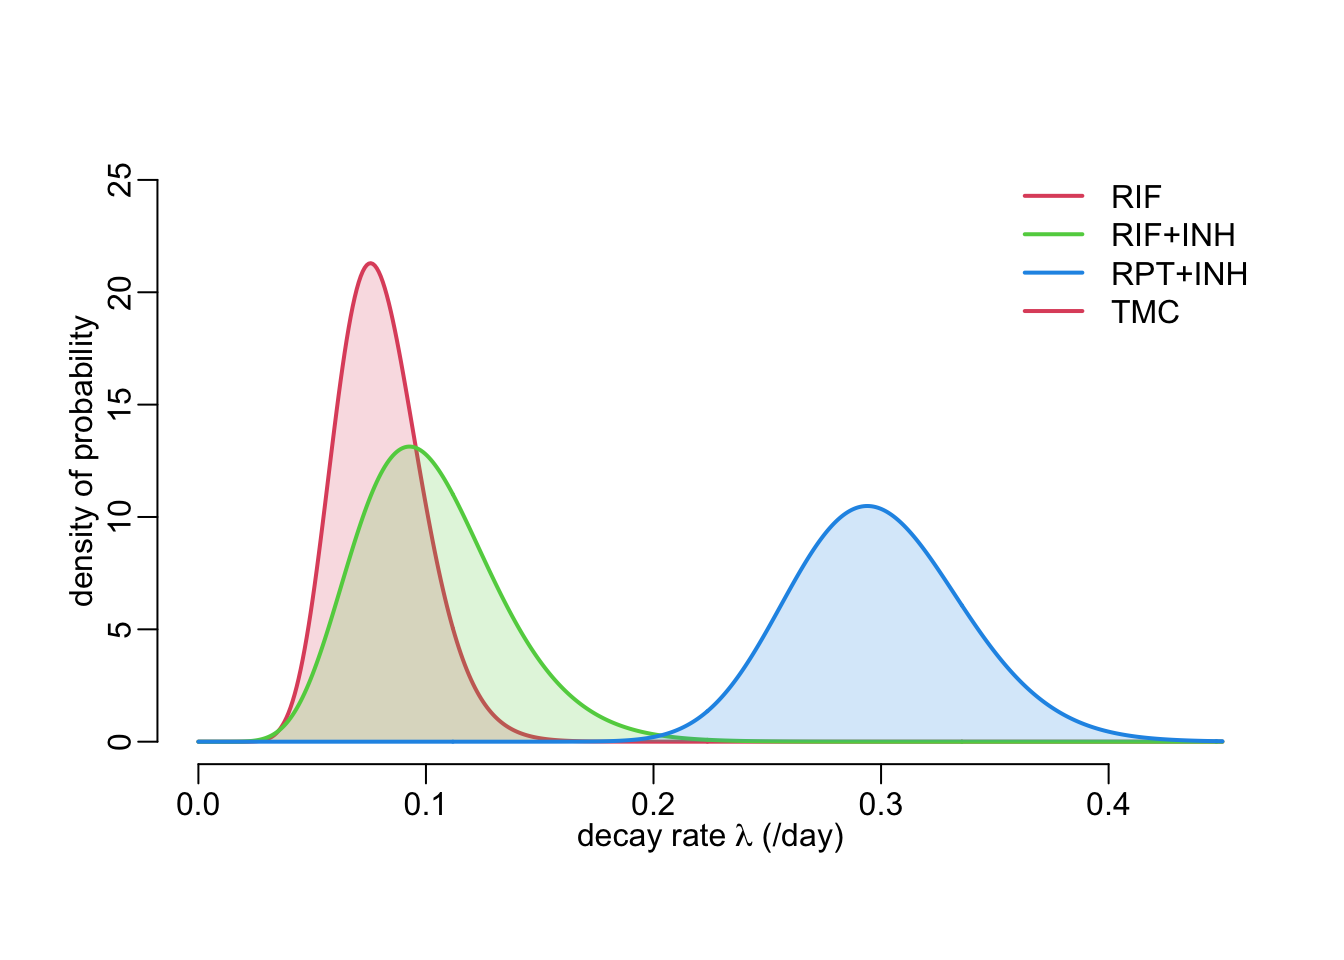 25
20
15
10
5
0
density of probability
RIF
RIF+INH
RPT+INH
TMC
0.0 0.1 0.2 0.3 0.4
decay rate λ (/day)